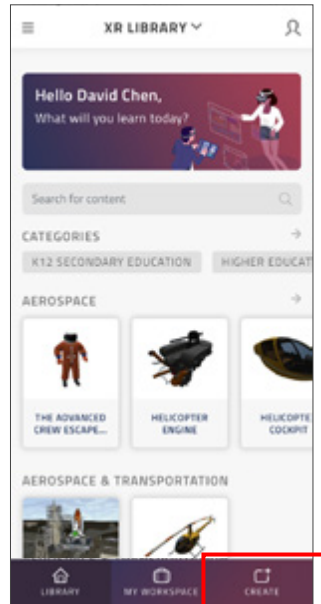 XR LIBRARY
Hello David Chen,
What will you learn today?
Search for content
CATEGORIES
K12 SECONDARY EDUCATION
HIGHER EDUCAT
AEROSPACE
THE ADVANCED
CREW ESCAPE...
HELICOPTER
ENGINE
HELICOPTE
COCKPIT
AEROSPACE & TRANSPORTATION
LIBRARY
MY WORKSPACE
CREATE